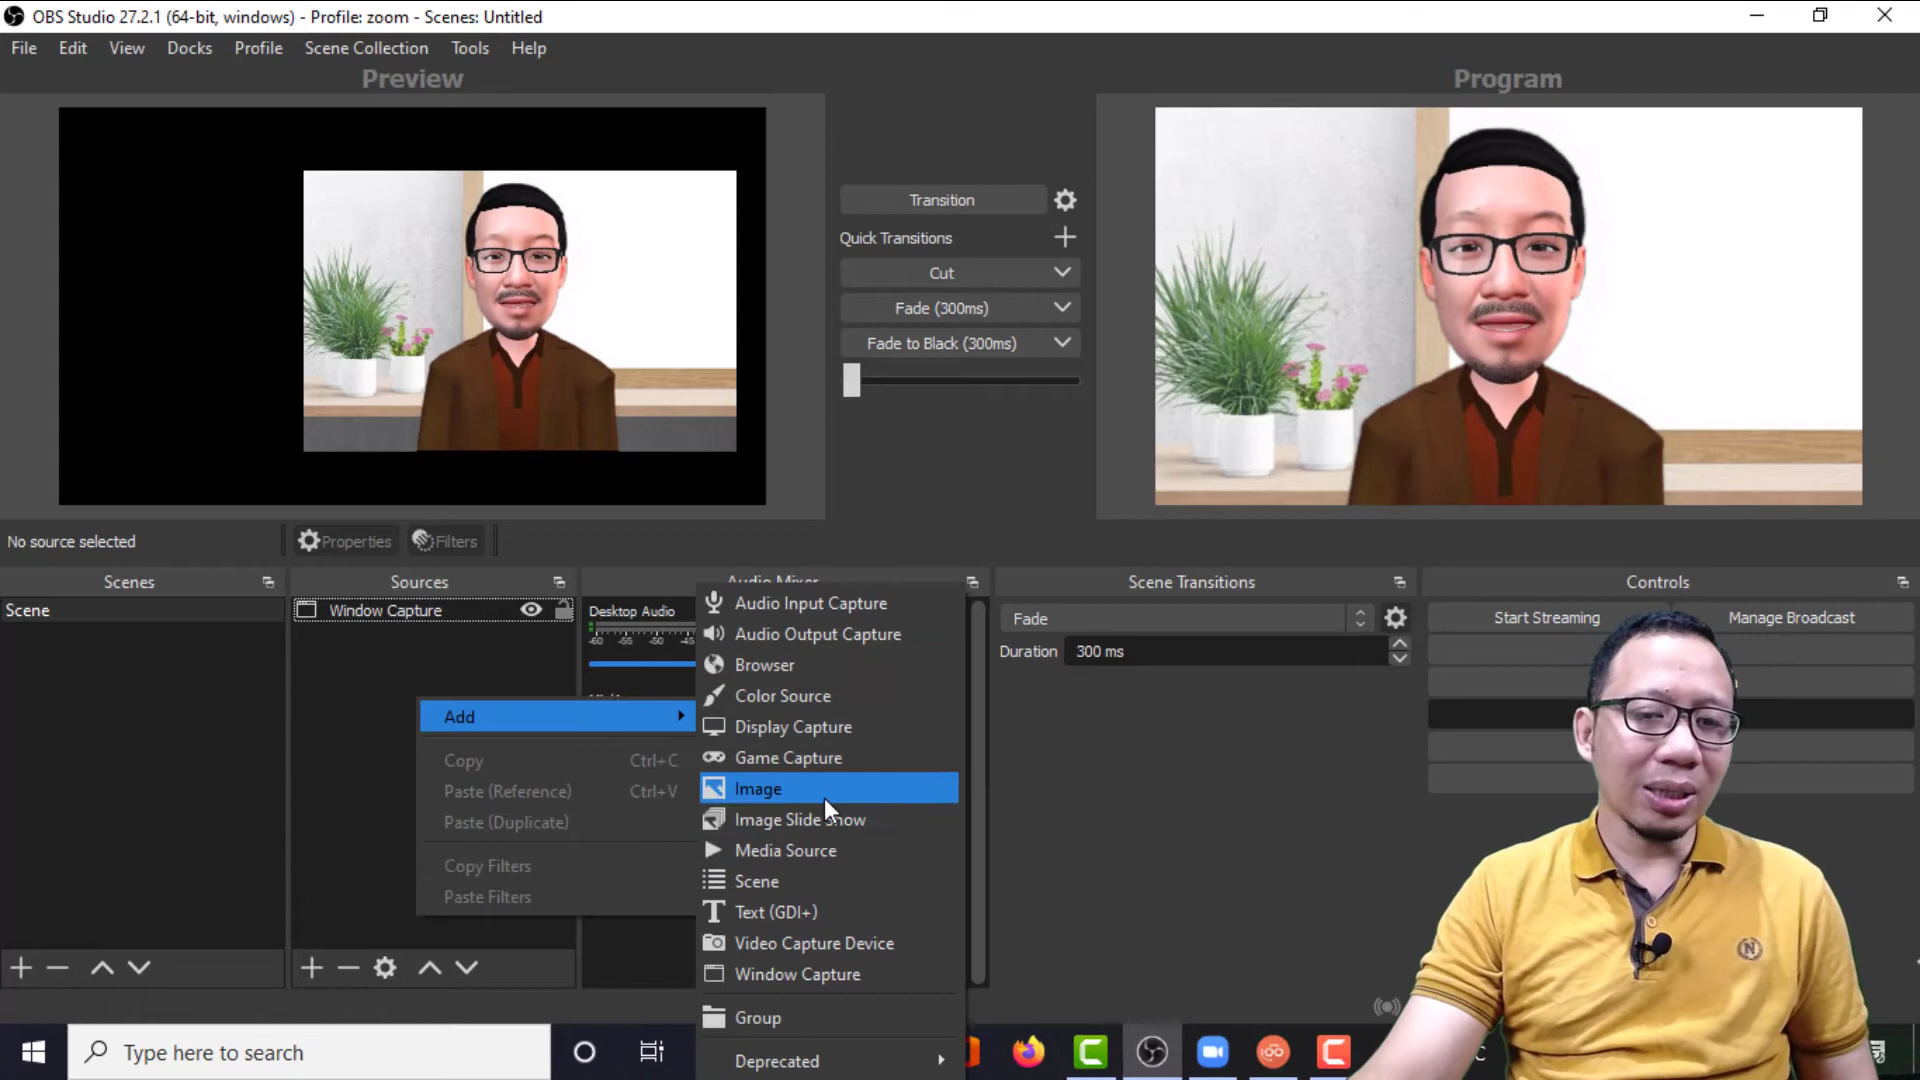 OBS Studio 27.2.1 (64-bit, windows) - Profile: zoom - Scenes: Untitled
File Edit View Docks Profile Scene Collection Tools Help
Preview
Program
Transition
Quick Transitions
Cut
Fade (300ms)
Fade to Black (300ms)
No source selected
Properties
Filters
Scenes
Sources
Scene Transitions
Controls
Scene
Window Capture
Desktop Audio
-60 -55 -50 -45
Add
Copy Ctrl+C
Paste (Reference) Ctrl+V
Paste (Duplicate)
Copy Filters
Paste Filters
Audio Input Capture
Audio Output Capture
Browser
Color Source
Display Capture
Game Capture
Image
Image Slide Show
Media Source
Scene
Text (GDI+)
Video Capture Device
Window Capture
Group
Deprecated
Fade
Duration 300 ms
Start Streaming
Manage Broadcast
N
Type here to search